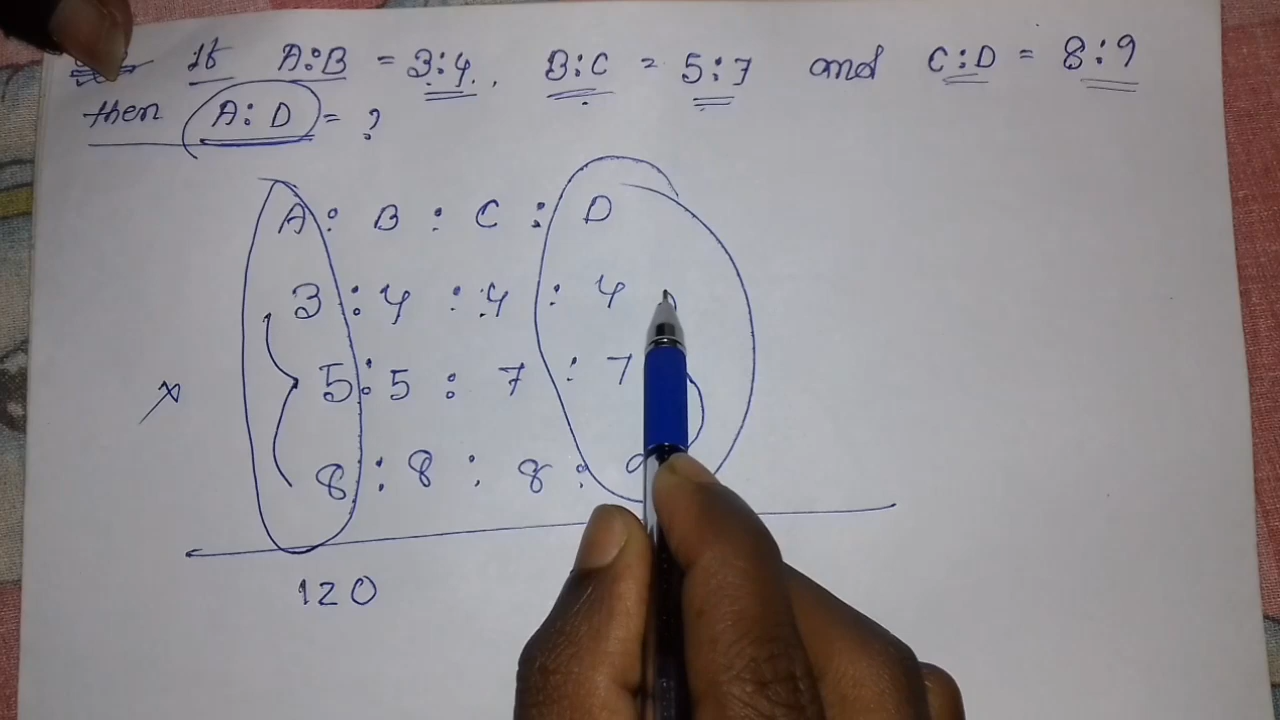 If A:B = 3:4, B:C = 5:7 and C:D = 8:9
then A:D = ?
A : B : C : D
3 : 4 : 4 : 4
5 : 5 : 7 : 7
x
8 : 8 : 8 : 9
120